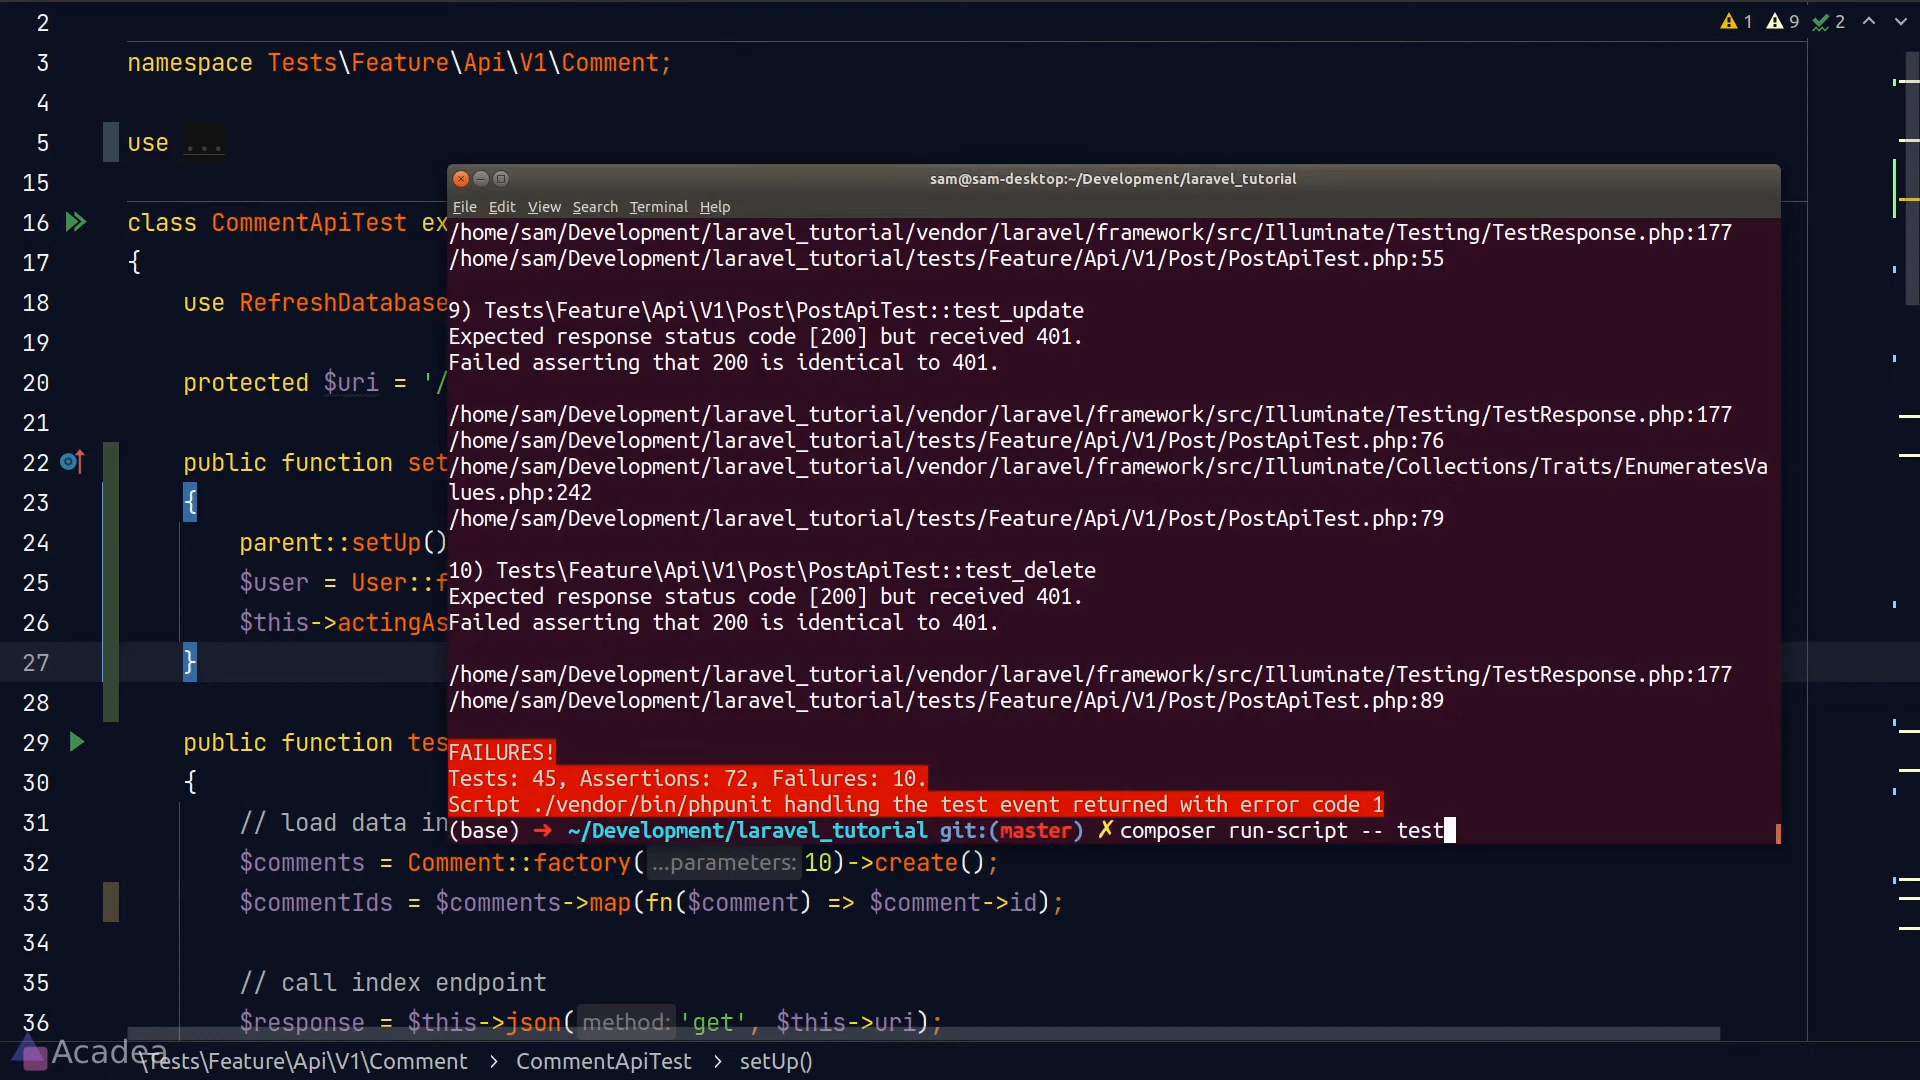 2
1 9 2
3 namespace Tests\Feature\Api\V1\Comment;
4
5 use ...
15
16 class CommentApiTest ex
17 {
18 use RefreshDatabase
19
20 protected $uri = '/
21
22 public function set
23 {
24 parent::setUp()
25 $user = User::f
26 $this->actingAs
27 }
28
29 public function tes
30 {
31 // load data in
32 $comments = Comment::factory( ...parameters: 10)->create();
33 $commentIds = $comments->map(fn($comment) => $comment->id);
34
35 // call index endpoint
36 $response = $this->json( method: 'get', $this->uri);
sam@sam-desktop:~/Development/laravel_tutorial
File Edit View Search Terminal Help
/home/sam/Development/laravel_tutorial/vendor/laravel/framework/src/Illuminate/Testing/TestResponse.php:177
/home/sam/Development/laravel_tutorial/tests/Feature/Api/V1/Post/PostApiTest.php:55
9) Tests\Feature\Api\V1\Post\PostApiTest::test_update
Expected response status code [200] but received 401.
Failed asserting that 200 is identical to 401.
/home/sam/Development/laravel_tutorial/vendor/laravel/framework/src/Illuminate/Testing/TestResponse.php:177
/home/sam/Development/laravel_tutorial/tests/Feature/Api/V1/Post/PostApiTest.php:76
/home/sam/Development/laravel_tutorial/vendor/laravel/framework/src/Illuminate/Collections/Traits/EnumeratesVa
lues.php:242
/home/sam/Development/laravel_tutorial/tests/Feature/Api/V1/Post/PostApiTest.php:79
10) Tests\Feature\Api\V1\Post\PostApiTest::test_delete
Expected response status code [200] but received 401.
Failed asserting that 200 is identical to 401.
/home/sam/Development/laravel_tutorial/vendor/laravel/framework/src/Illuminate/Testing/TestResponse.php:177
/home/sam/Development/laravel_tutorial/tests/Feature/Api/V1/Post/PostApiTest.php:89
FAILURES!
Tests: 45, Assertions: 72, Failures: 10.
Script ./vendor/bin/phpunit handling the test event returned with error code 1
(base) ➜ ~/Development/laravel_tutorial git:(master) ✗ composer run-script -- test
Acadea
\Tests\Feature\Api\V1\Comment > CommentApiTest > setUp()